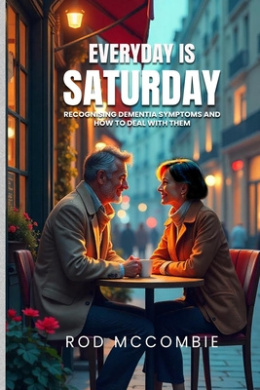 EVERYDAY IS
SATURDAY
RECOGNISING DEMENTIA SYMPTOMS AND
HOW TO DEAL WITH THEM
ROD MCCOMBIE